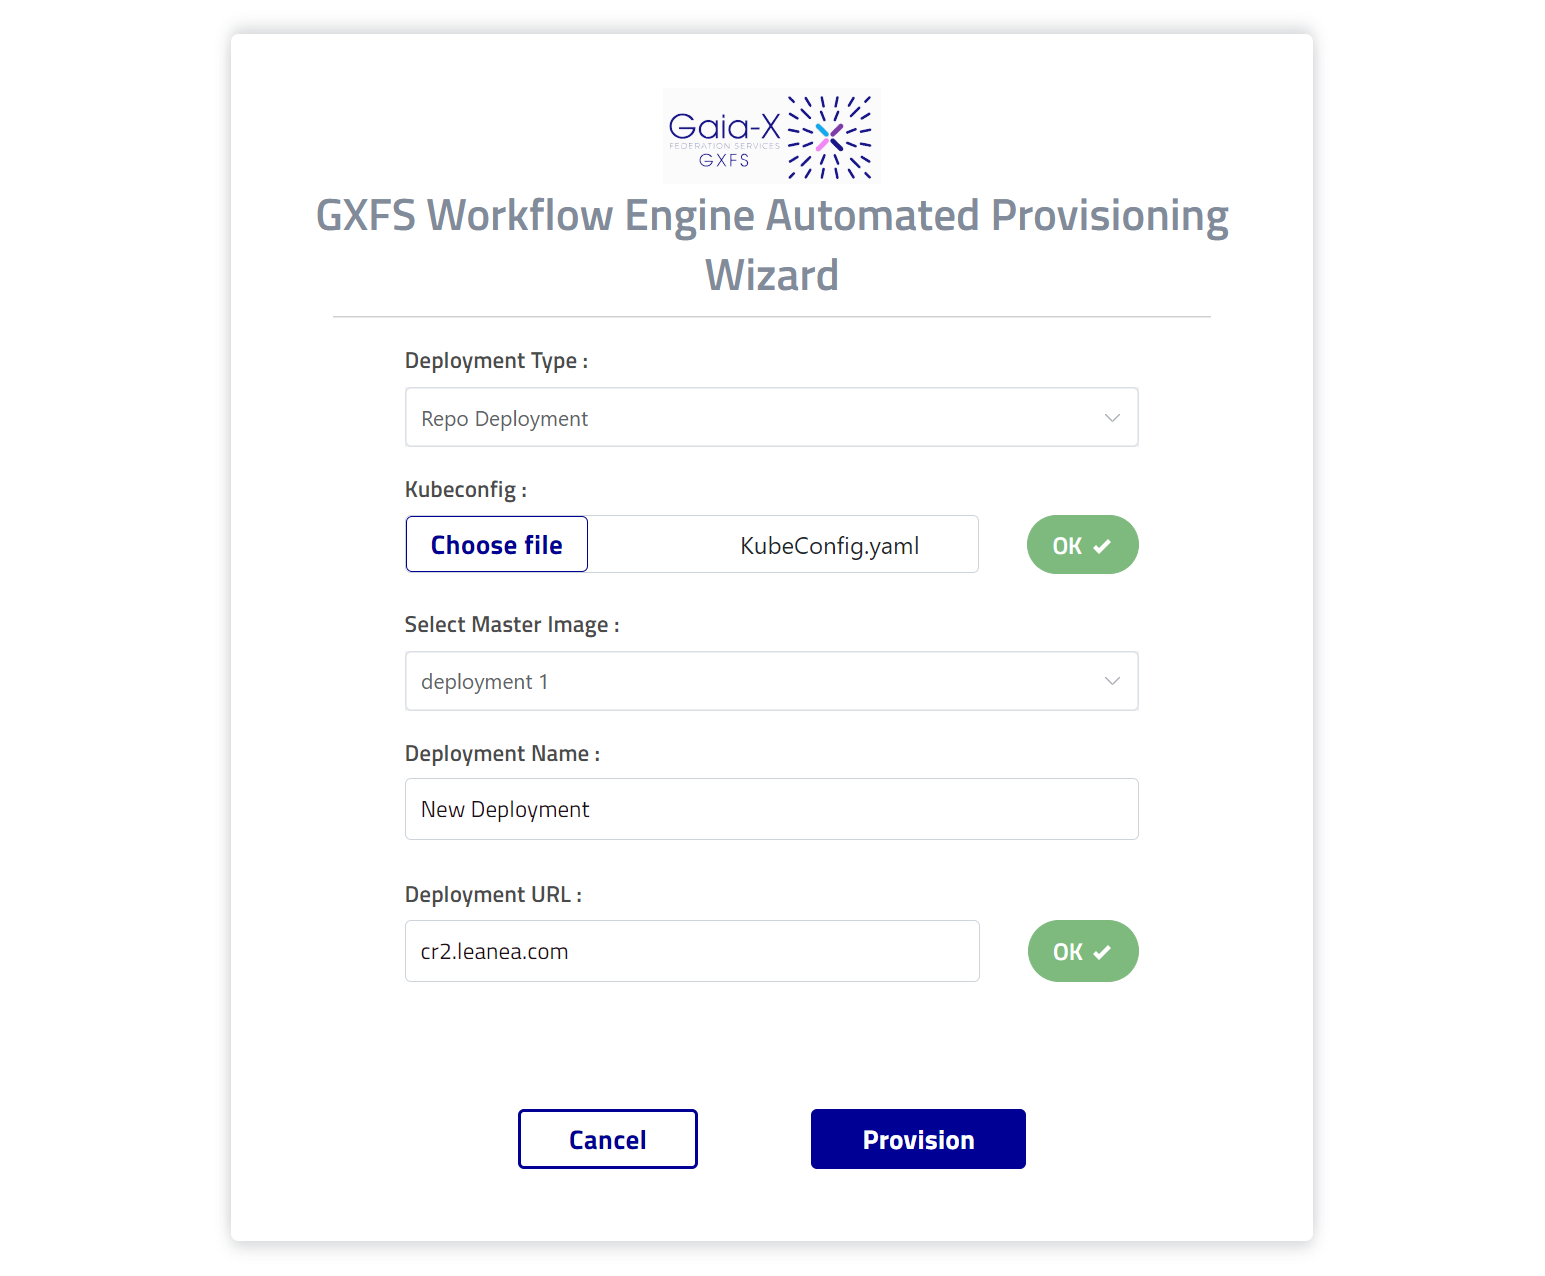 Gaia-X
FEDERATION SERVICES
GXFS
GXFS Workflow Engine Automated Provisioning
Wizard
Deployment Type :
Repo Deployment
Kubeconfig :
Choose file KubeConfig.yaml OK
Select Master Image :
deployment 1
Deployment Name :
New Deployment
Deployment URL :
cr2.leanea.com OK
Cancel Provision